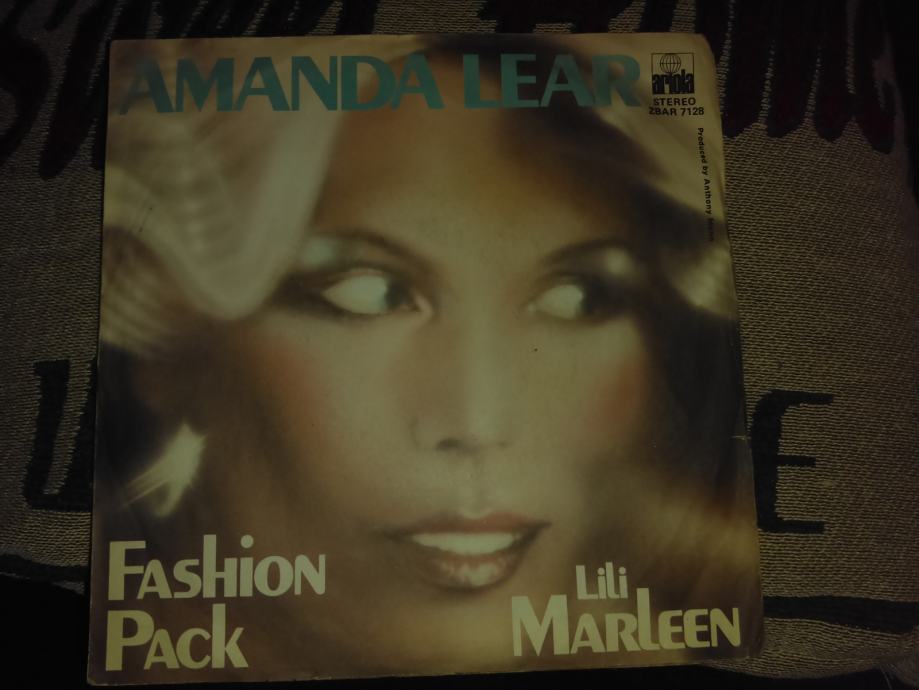 AMANDA LEAR
ariola
STEREO
ZBAR 7128
Produced by Anthony
FASHION
PACK
LILI
MARLEEN